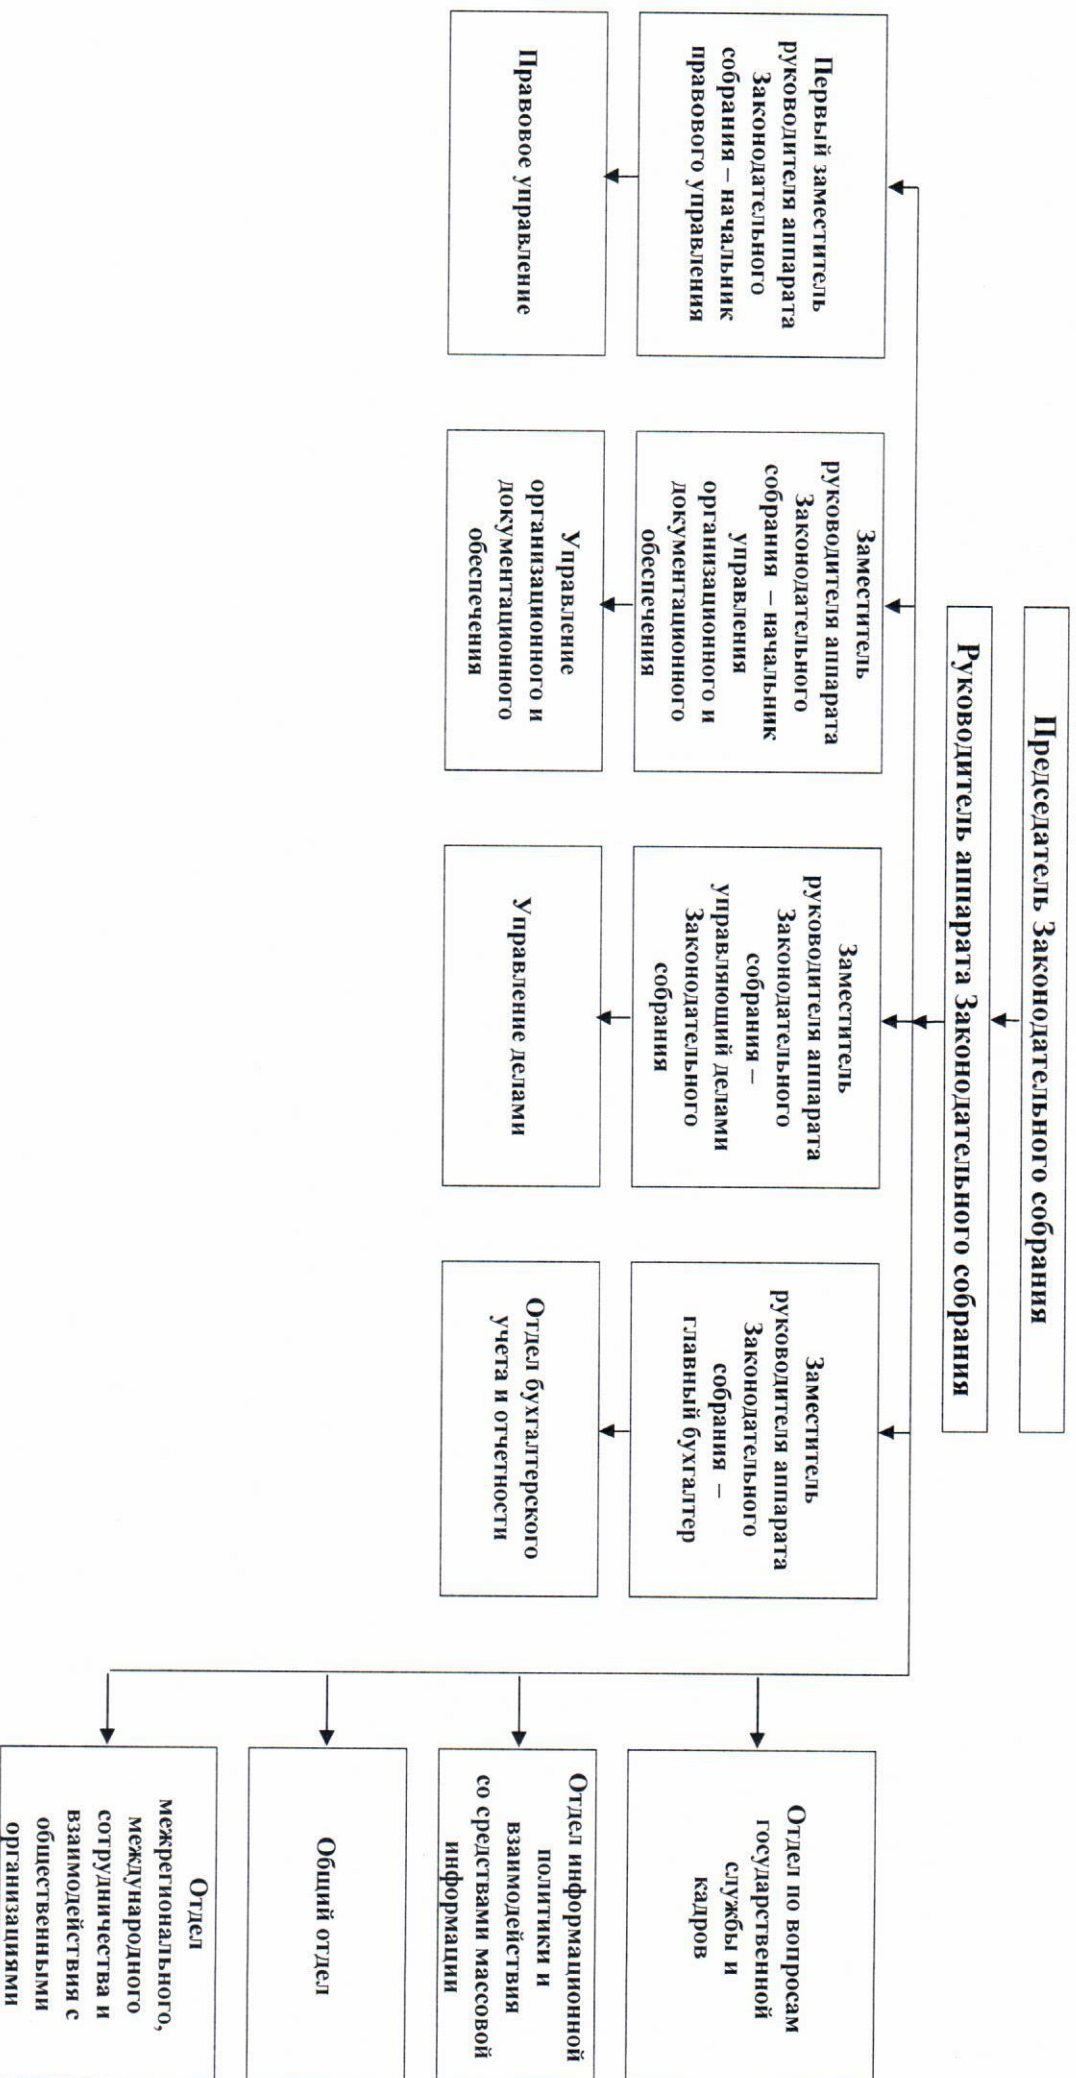 Председатель Законодательного собрания
Руководитель аппарата Законодательного собрания
Первый заместитель
руководителя аппарата
Законодательного
собрания – начальник
правового управления
Заместитель
руководителя аппарата
Законодательного
собрания – начальник
управления
организационного и
документационного
обеспечения
Заместитель
руководителя аппарата
Законодательного
собрания –
управляющий делами
Законодательного
собрания
Заместитель
руководителя аппарата
Законодательного
собрания –
главный бухгалтер
Правовое управление
Управление
организационного и
документационного
обеспечения
Управление делами
Отдел бухгалтерского
учета и отчетности
Отдел по вопросам
государственной
службы и
кадров
Отдел информационной
политики и
взаимодействия
со средствами массовой
информации
Общий отдел
Отдел
межрегионального,
международного
сотрудничества и
взаимодействия с
общественными
организациями